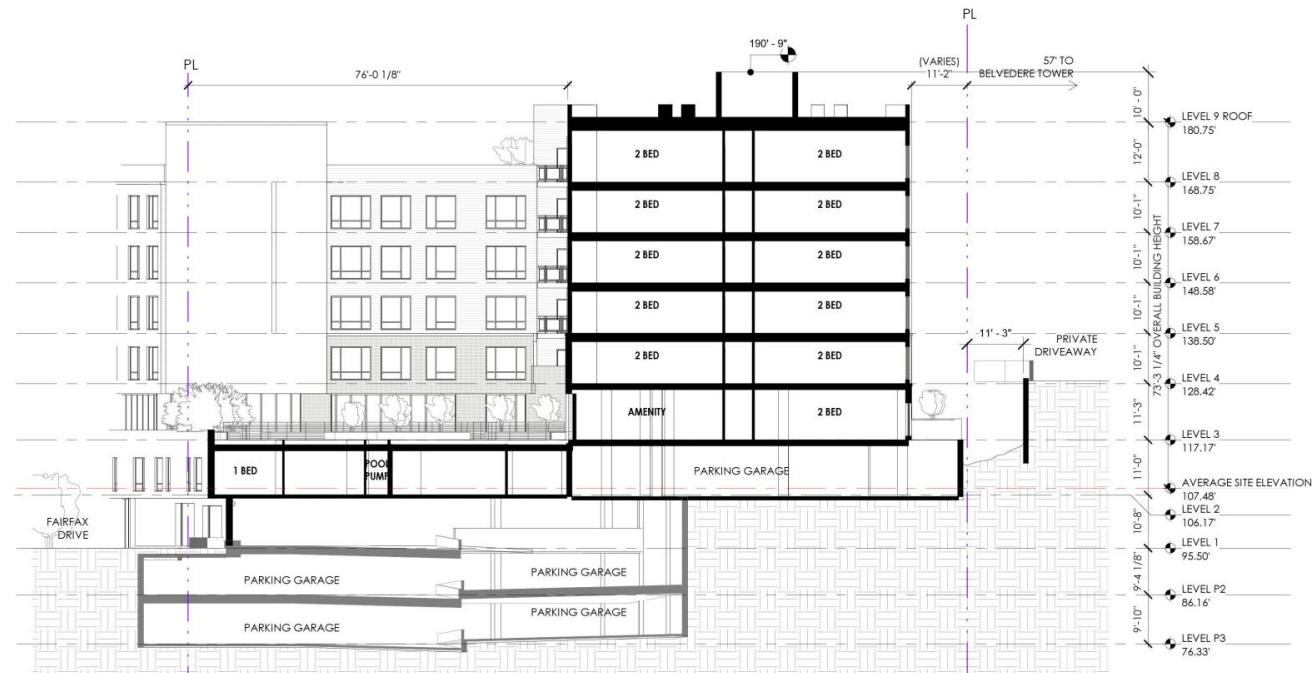 PL
190' - 9"
PL
76'-0 1/8"
(VARIES)
11'-2"
57' TO
BELVEDERE TOWER
10' - 0"
LEVEL 9 ROOF
180.75'
2 BED
2 BED
12'-0"
LEVEL 8
168.75'
2 BED
2 BED
10'-1"
LEVEL 7
158.67'
2 BED
2 BED
10'-1"
LEVEL 6
148.58'
2 BED
2 BED
10'-1"
LEVEL 5
138.50'
11' - 3"
PRIVATE
DRIVEAWAY
2 BED
2 BED
10'-1"
73'-3 1/4" OVERALL BUILDING HEIGHT
LEVEL 4
128.42'
AMENITY
2 BED
11'-3"
LEVEL 3
117.17'
1 BED
POOL
PUMP
PARKING GARAGE
11'-0"
AVERAGE SITE ELEVATION
107.48'
LEVEL 2
106.17'
FAIRFAX
DRIVE
10'-8"
LEVEL 1
95.50'
PARKING GARAGE
PARKING GARAGE
9'-4 1/8"
LEVEL P2
86.16'
PARKING GARAGE
PARKING GARAGE
9'-10"
LEVEL P3
76.33'